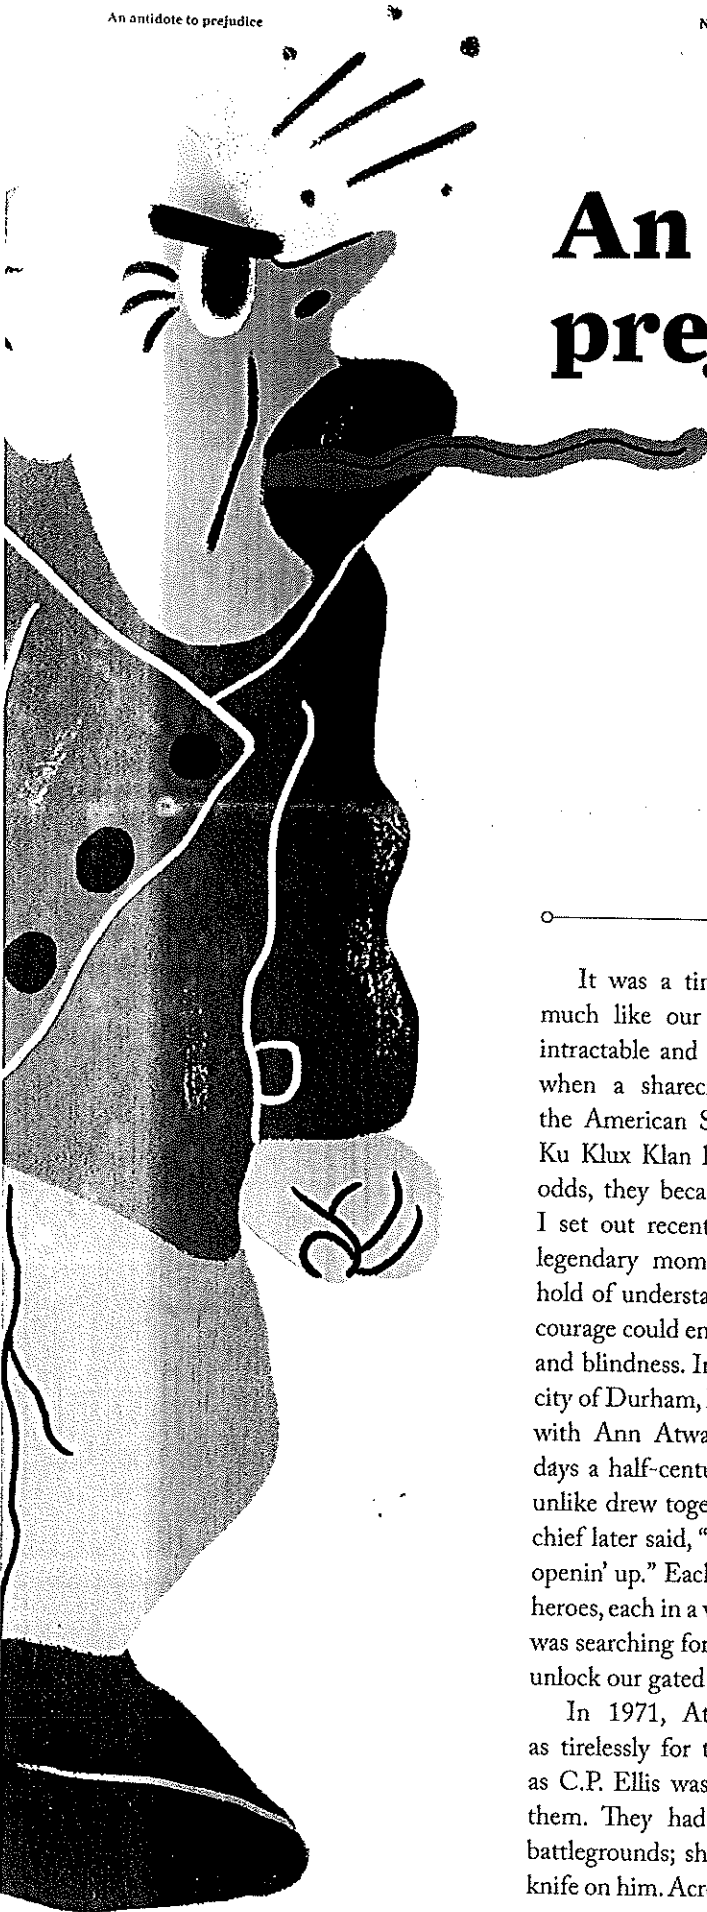 An antidote to prejudice
N
An
pre
It was a tin
much like our
intractable and
when a sharec
the American S
Ku Klux Klan l
odds, they beca
I set out recent
legendary mom
hold of understa
courage could en
and blindness. In
city of Durham,
with Ann Atwa
days a half-centu
unlike drew toge
chief later said, “
openin’ up.” Each
heroes, each in a v
was searching for
unlock our gated
In 1971, At
as tirelessly for t
as C.P. Ellis was
them. They had
battlegrounds; sh
knife on him. Acr